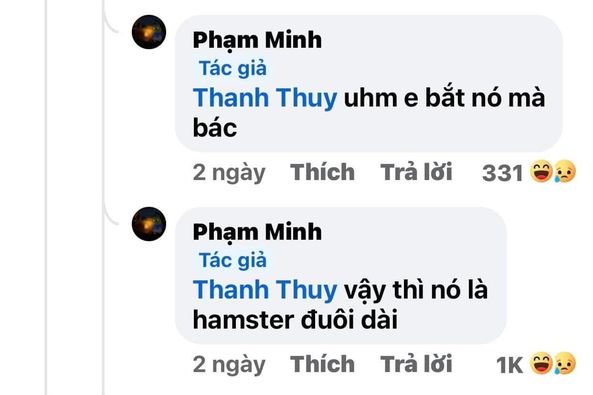 Phạm Minh
Tác giả
Thanh Thuy uhm e bắt nó mà
bác
2 ngày Thích Trả lời 331
Phạm Minh
Tác giả
Thanh Thuy vậy thì nó là
hamster đuôi dài
2 ngày Thích Trả lời 1K